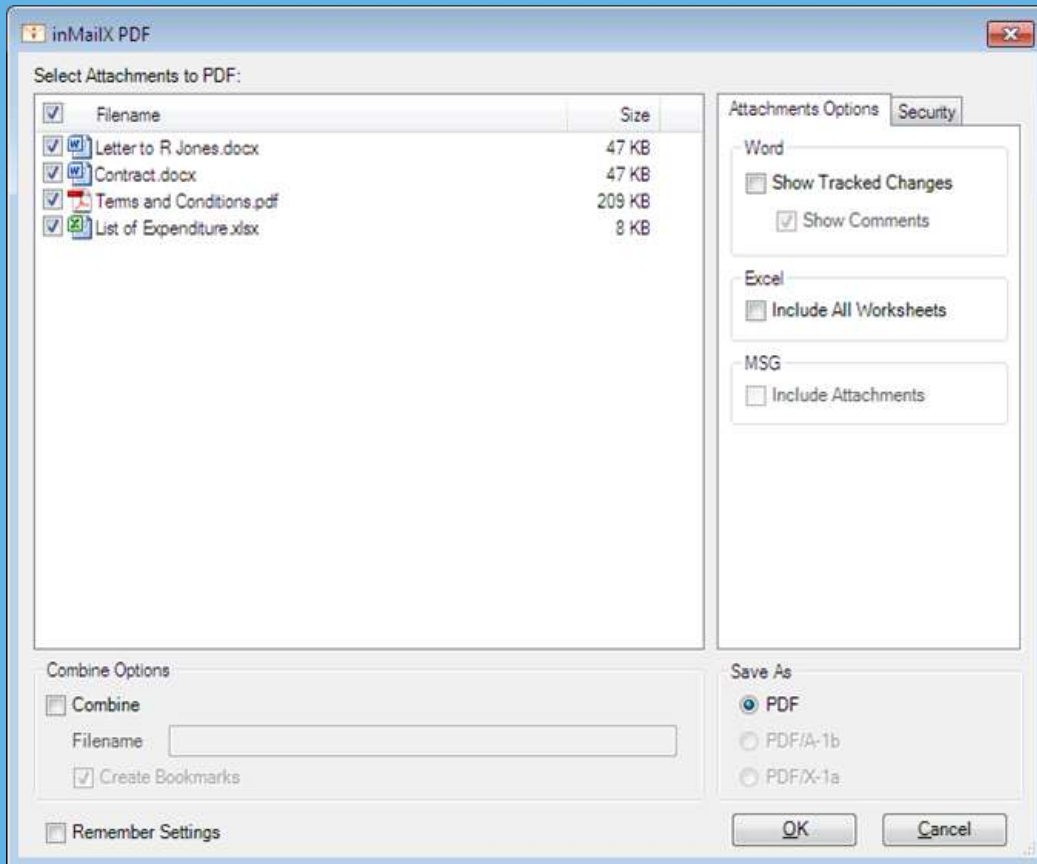 inMailX PDF
Select Attachments to PDF:
Filename Size
Letter to R Jones.docx 47 KB
Contract.docx 47 KB
Terms and Conditions.pdf 209 KB
List of Expenditure.xlsx 8 KB
Attachments Options Security
Word
Show Tracked Changes
Show Comments
Excel
Include All Worksheets
MSG
Include Attachments
Combine Options
Combine
Filename
Create Bookmarks
Save As
PDF
PDF/A-1b
PDF/X-1a
Remember Settings
OK Cancel